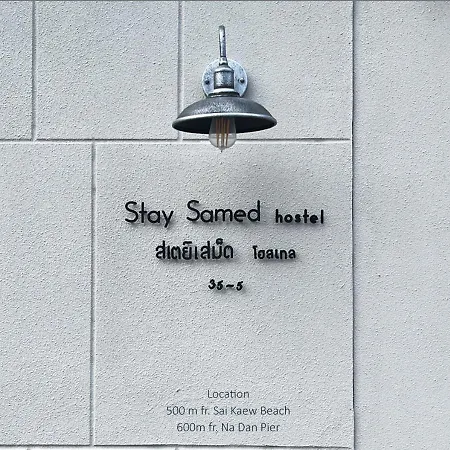 Stay Samed hostel
สเตย์เสม็ด โฮสเทล
35-5
Location
500 m fr. Sai Kaew Beach
600m fr, Na Dan Pier